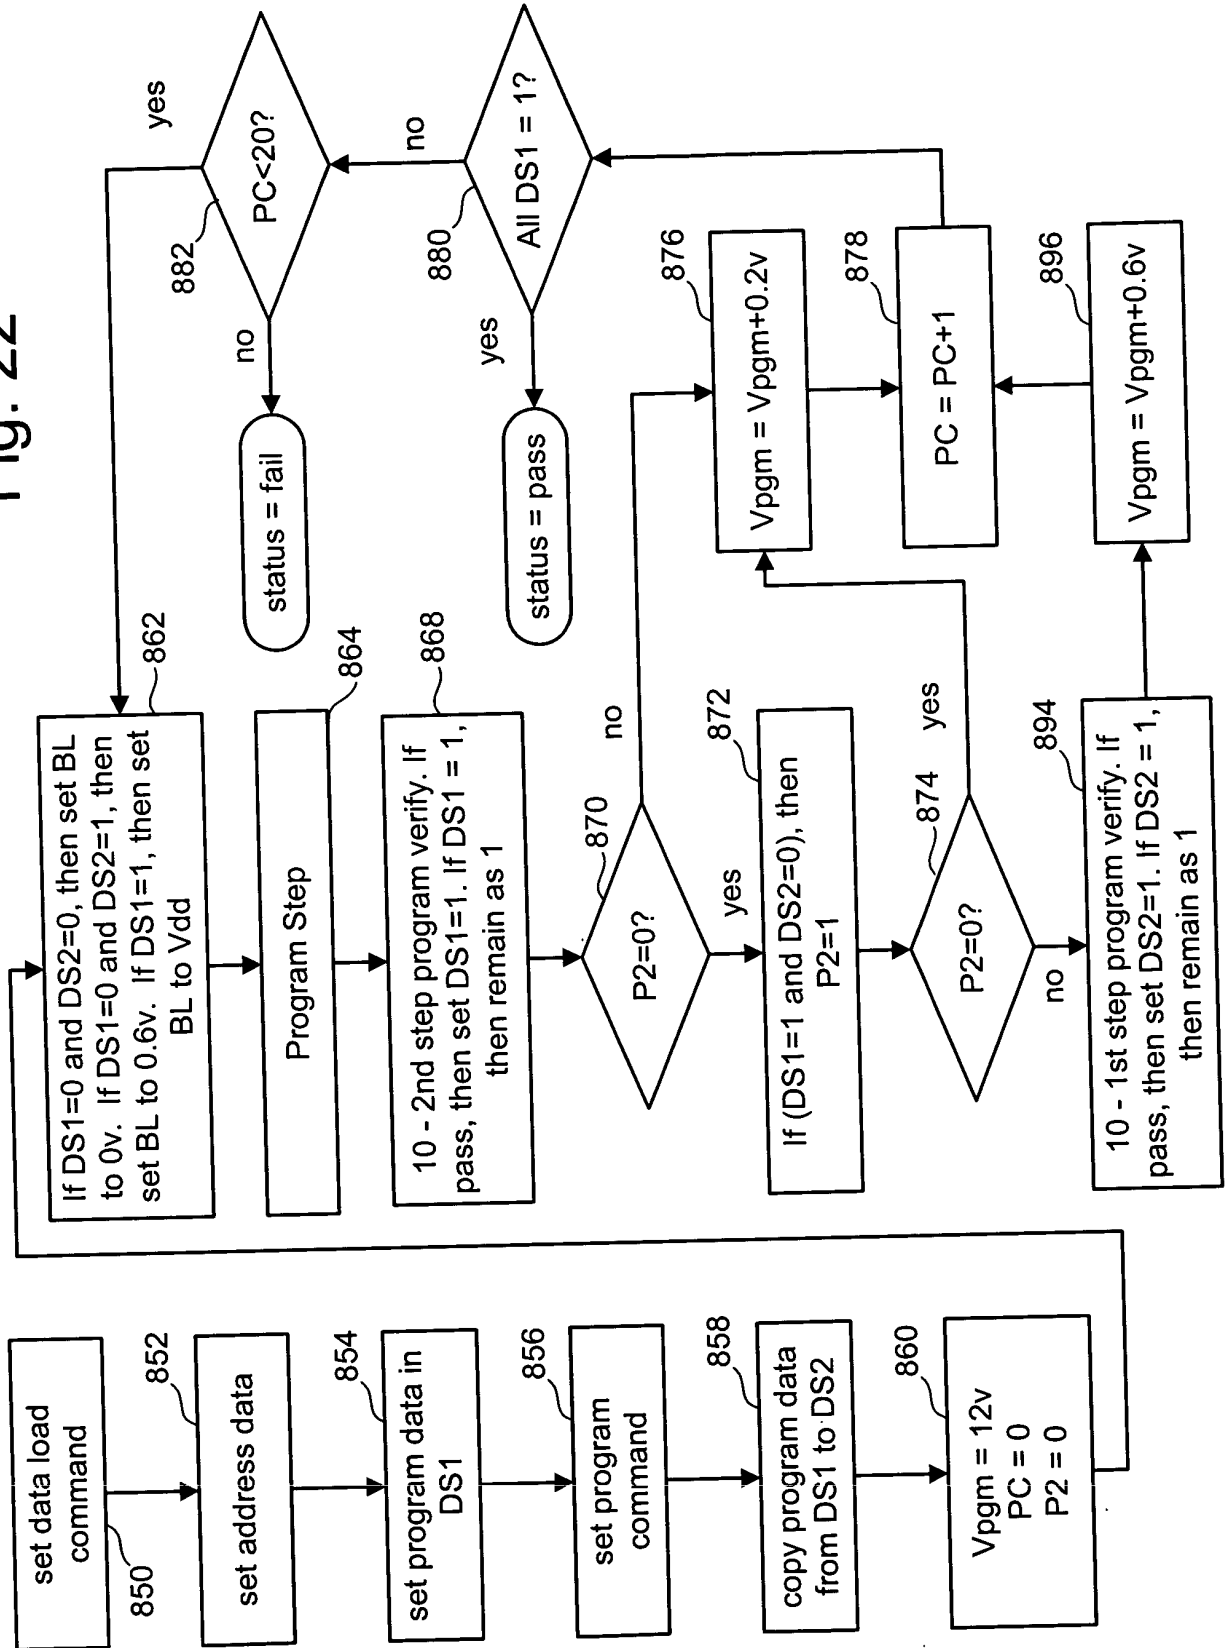 Fig. 22
set data load
command
850
852
set address data
854
set program data in
DS1
856
set program
command
858
copy program data
from DS1 to DS2
860
Vpgm = 12v
PC = 0
P2 = 0
862
If DS1=0 and DS2=0, then set BL
to 0v. If DS1=0 and DS2=1, then
set BL to 0.6v. If DS1=1, then set
BL to Vdd
864
Program Step
868
10 - 2nd step program verify. If
pass, then set DS1=1. If DS1 = 1,
then remain as 1
870
P2=0?
no
yes
872
If (DS1=1 and DS2=0), then
P2=1
874
P2=0?
yes
no
894
10 - 1st step program verify. If
pass, then set DS2=1. If DS2 = 1,
then remain as 1
876
Vpgm = Vpgm+0.2v
878
PC = PC+1
896
Vpgm = Vpgm+0.6v
880
All DS1 = 1?
yes
status = pass
no
882
PC<20?
yes
no
status = fail